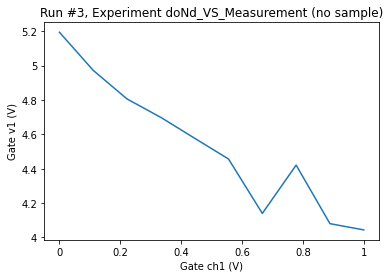 Run #3, Experiment doNd_VS_Measurement (no sample)
5.2
5
4.8
4.6
4.4
4.2
4
Gate v1 (V)
0 0.2 0.4 0.6 0.8 1
Gate ch1 (V)